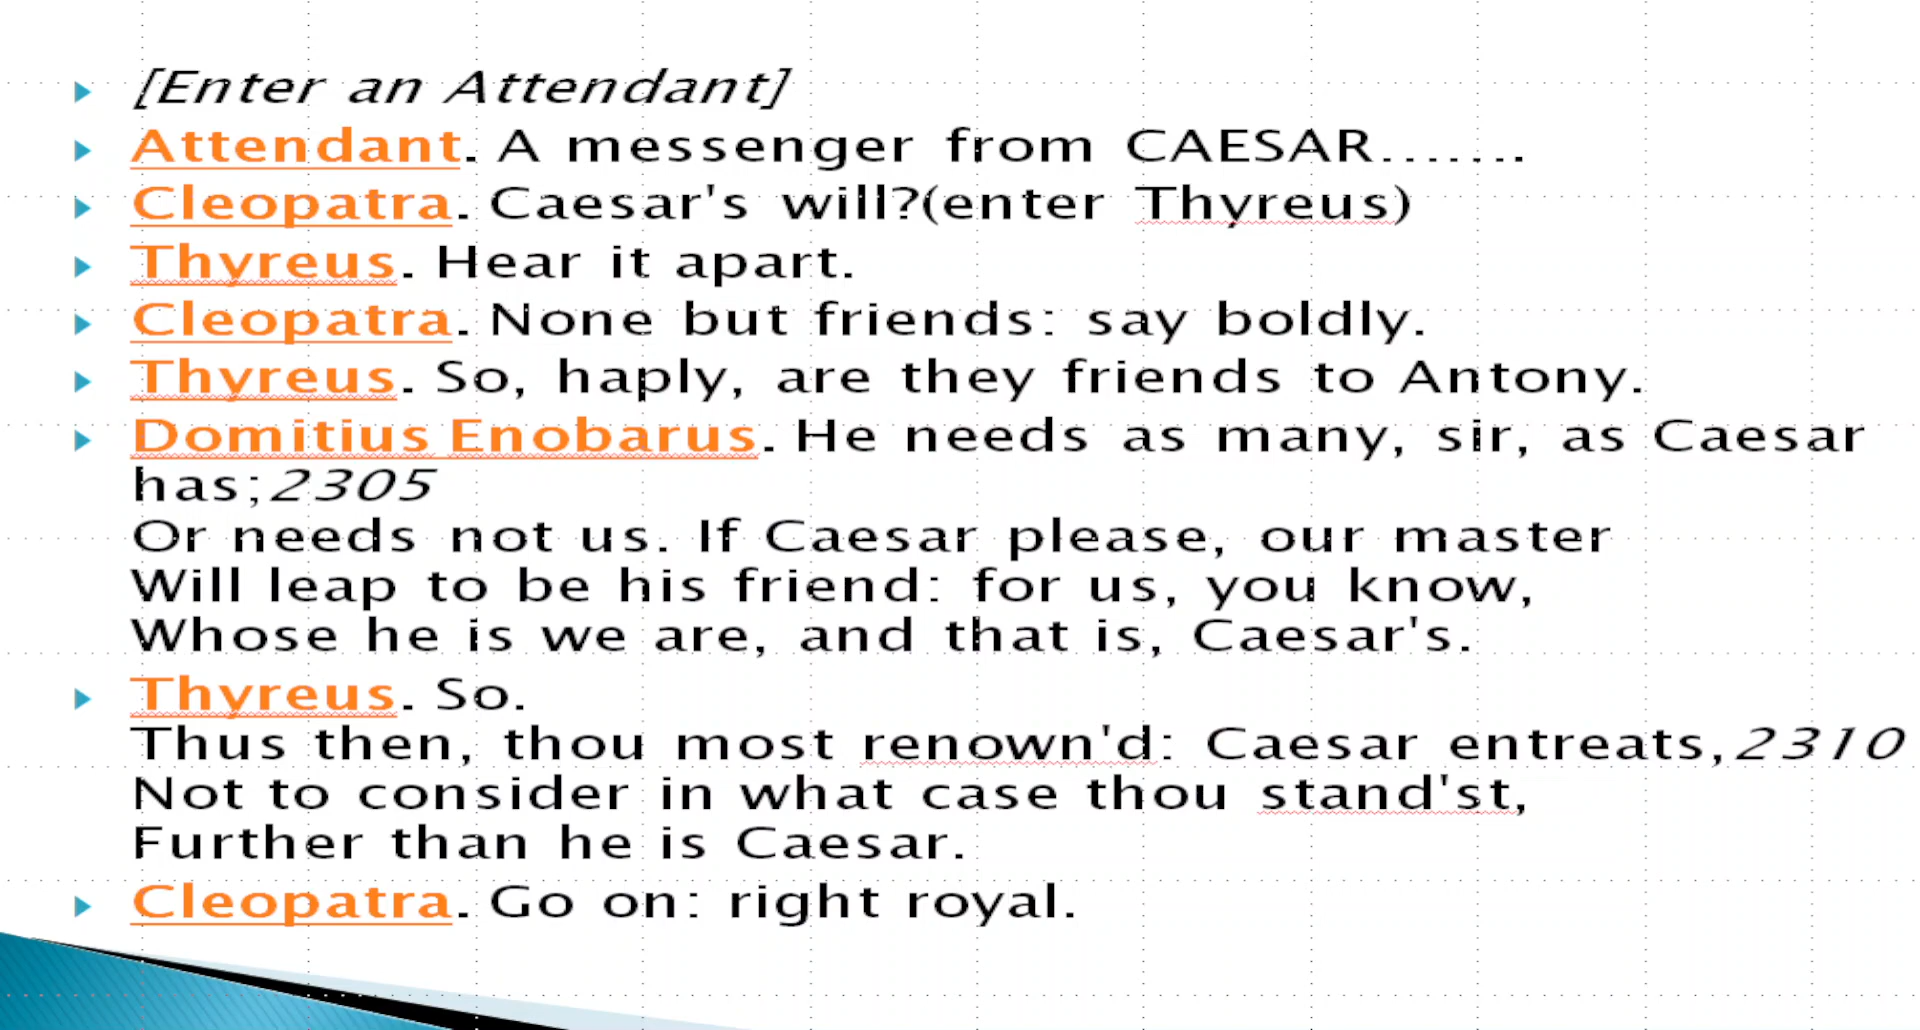 [Enter an Attendant]
Attendant. A messenger from CAESAR.......
Cleopatra. Caesar's will?(enter Thyreus)
Thyreus. Hear it apart.
Cleopatra. None but friends: say boldly.
Thyreus. So, haply, are they friends to Antony.
Domitius Enobarus. He needs as many, sir, as Caesar
has;2305
Or needs not us. If Caesar please, our master
Will leap to be his friend: for us, you know,
Whose he is we are, and that is, Caesar's.
Thyreus. So.
Thus then, thou most renown'd: Caesar entreats,2310
Not to consider in what case thou stand'st,
Further than he is Caesar.
Cleopatra. Go on: right royal.